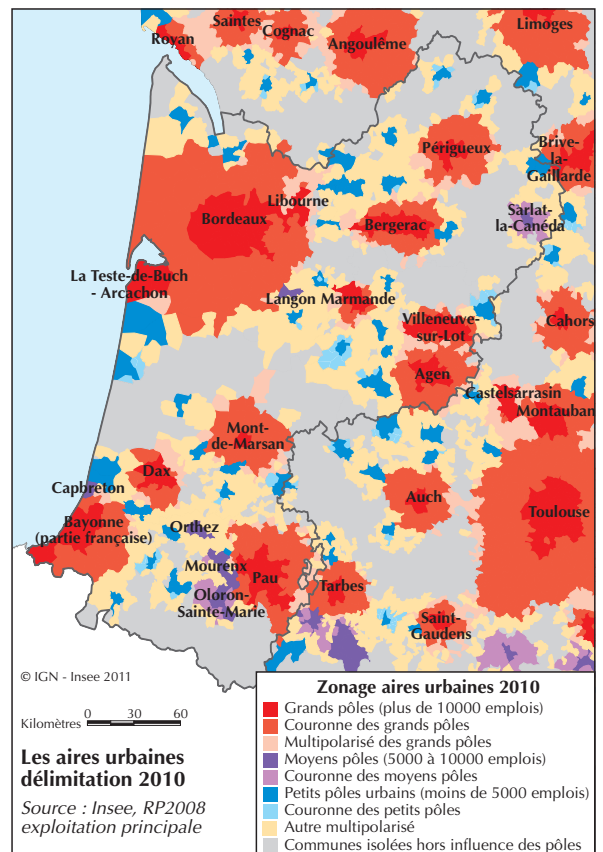 Saintes
Cognac
Royan
Angoulême
Limoges
Périgueux
Brive-
la-
Gaillarde
Libourne
Bordeaux
Bergerac
Sarlat-
la-Canéda
La Teste-de-Buch
- Arcachon
Langon
Marmande
Villeneuve-
sur-Lot
Cahors
Agen
Castelsarrasin
Montauban
Mont-
de-Marsan
Dax
Capbreton
Auch
Toulouse
Bayonne
(partie française)
Orthez
Mourenx
Pau
Tarbes
Oloron-
Sainte-Marie
Saint-
Gaudens
© IGN - Insee 2011
Kilomètres
0 30 60
Les aires urbaines
délimitation 2010
Source : Insee, RP2008
exploitation principale
Zonage aires urbaines 2010
Grands pôles (plus de 10000 emplois)
Couronne des grands pôles
Multipolarisé des grands pôles
Moyens pôles (5000 à 10000 emplois)
Couronne des moyens pôles
Petits pôles urbains (moins de 5000 emplois)
Couronne des petits pôles
Autre multipolarisé
Communes isolées hors influence des pôles